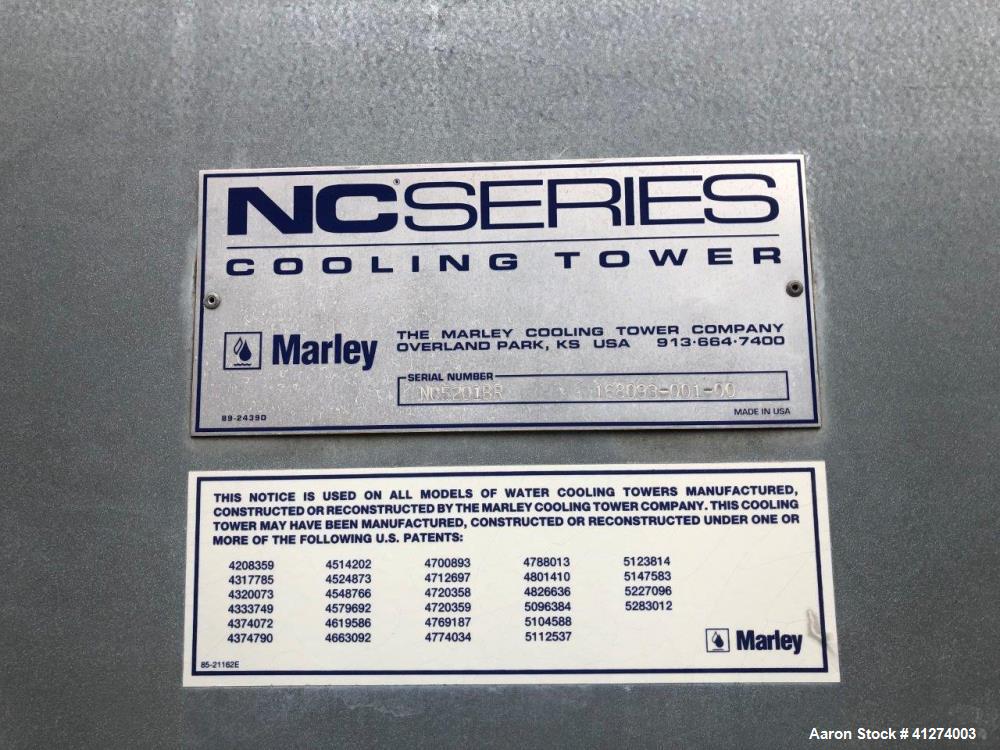 NC® SERIES
COOLING TOWER
Marley
THE MARLEY COOLING TOWER COMPANY
OVERLAND PARK, KS USA 913·664·7400
SERIAL NUMBER
89-2439D
MADE IN USA
THIS NOTICE IS USED ON ALL MODELS OF WATER COOLING TOWERS MANUFACTURED,
CONSTRUCTED OR RECONSTRUCTED BY THE MARLEY COOLING TOWER COMPANY. THIS COOLING
TOWER MAY HAVE BEEN MANUFACTURED, CONSTRUCTED OR RECONSTRUCTED UNDER ONE OR
MORE OF THE FOLLOWING U.S. PATENTS:
4208359 4514202 4700893 4788013 5123814
4317785 4524873 4712697 4801410 5147583
4320073 4548766 4720358 4826636 5227096
4333749 4579692 4720359 5096384 5283012
4374072 4619586 4769187 5104588
4374790 4663092 4774034 5112537
85-21162E
Marley
Aaron Stock # 41274003